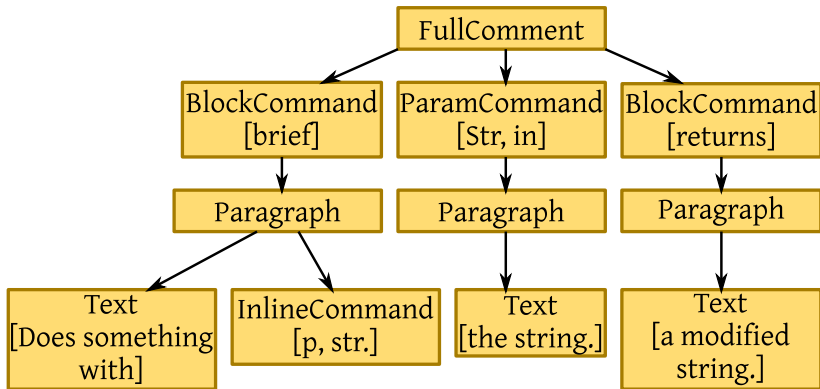 FullComment
BlockCommand
[brief]
ParamCommand
[Str, in]
BlockCommand
[returns]
Paragraph
Paragraph
Paragraph
Text
[Does something
with]
InlineCommand
[p, str.]
Text
[the string.]
Text
[a modified
string.]